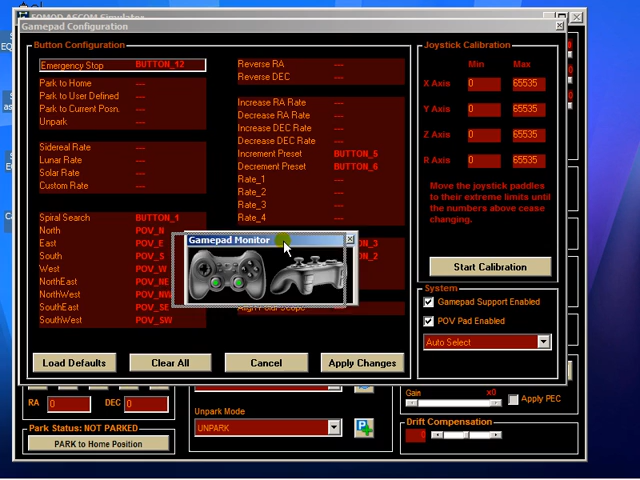 EQMOD ASCOM Simulator
Gamepad Configuration
Button Configuration
Emergency Stop BUTTON_12
Park to Home ---
Park to User Defined ---
Park to Current Posn. ---
Unpark ---
Sidereal Rate ---
Lunar Rate ---
Solar Rate ---
Custom Rate ---
Spiral Search BUTTON_1
North POV_N
East POV_E
South POV_S
West POV_W
NorthEast POV_NE
NorthWest POV_NW
SouthEast POV_SE
SouthWest POV_SW
Reverse RA ---
Reverse DEC ---
Increase RA Rate ---
Decrease RA Rate ---
Increase DEC Rate ---
Decrease DEC Rate ---
Increment Preset BUTTON_5
Decrement Preset BUTTON_6
Rate_1 ---
Rate_2 ---
Rate_3 ---
Rate_4 ---
Gamepad Monitor
_3
_2
Align Polar Scope
Load Defaults
Clear All
Cancel
Apply Changes
Joystick Calibration
Min Max
X Axis 0 65535
Y Axis 0 65535
Z Axis 0 65535
R Axis 0 65535
Move the joystick paddles
to their extreme limits until
the numbers above cease
changing.
Start Calibration
System
Gamepad Support Enabled
POV Pad Enabled
Auto Select
RA 0 DEC 0
Park Status: NOT PARKED
PARK to Home Position
Unpark Mode
UNPARK
Gain x0
Apply PEC
Drift Compensation
0